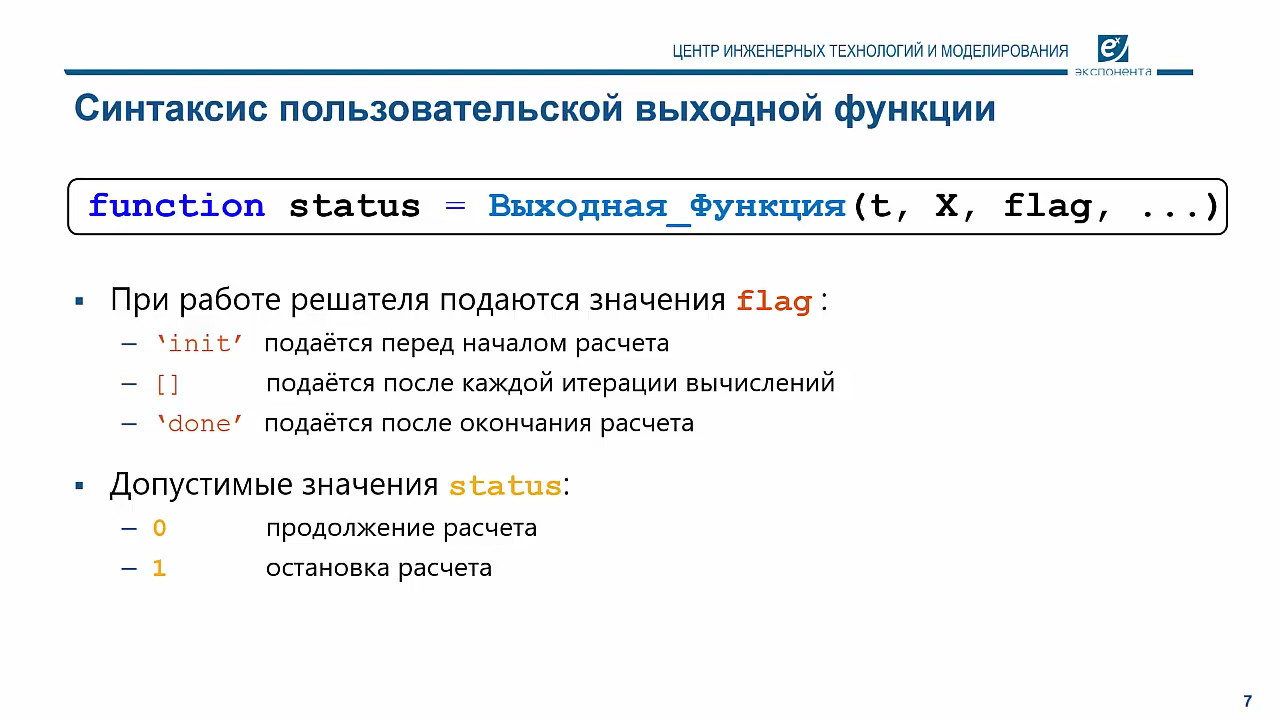 ЦЕНТР ИНЖЕНЕРНЫХ ТЕХНОЛОГИЙ И МОДЕЛИРОВАНИЯ
ex
экспонента
Синтаксис пользовательской выходной функции
function status = Выходная_Функция(t, X, flag, ...)
▪ При работе решателя подаются значения flag :
– ‘init’ подаётся перед началом расчета
– [] подаётся после каждой итерации вычислений
– ‘done’ подаётся после окончания расчета
▪ Допустимые значения status:
– 0 продолжение расчета
– 1 остановка расчета
7